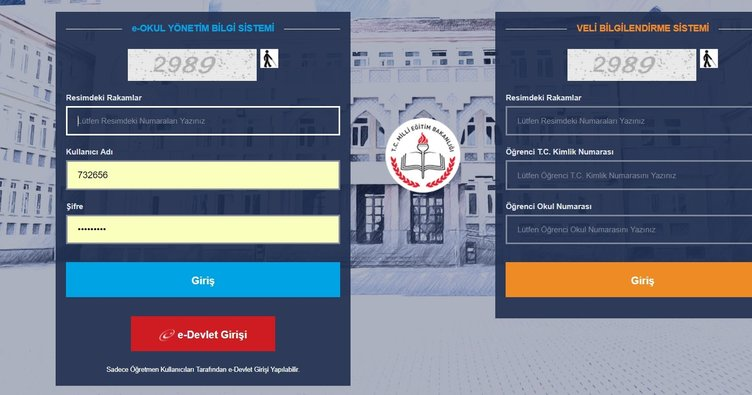 e-OKUL YÖNETİM BİLGİ SİSTEMİ
2989
Resimdeki Rakamlar
Lütfen Resimdeki Numaraları Yazınız
Kullanıcı Adı
732656
Şifre
•••••••••
Giriş
e-Devlet Girişi
Sadece Öğretmen Kullanıcıları Tarafından e-Devlet Girişi Yapılabilir.
T.C. MİLLİ EĞİTİM BAKANLIĞI
VELİ BİLGİLENDİRME SİSTEMİ
2989
Resimdeki Rakamlar
Lütfen Resimdeki Numaraları Yazınız
Öğrenci T.C. Kimlik Numarası
Lütfen Öğrenci T.C. Kimlik Numarasını Yazınız
Öğrenci Okul Numarası
Lütfen Öğrenci Okul Numarasını Yazınız
Giriş